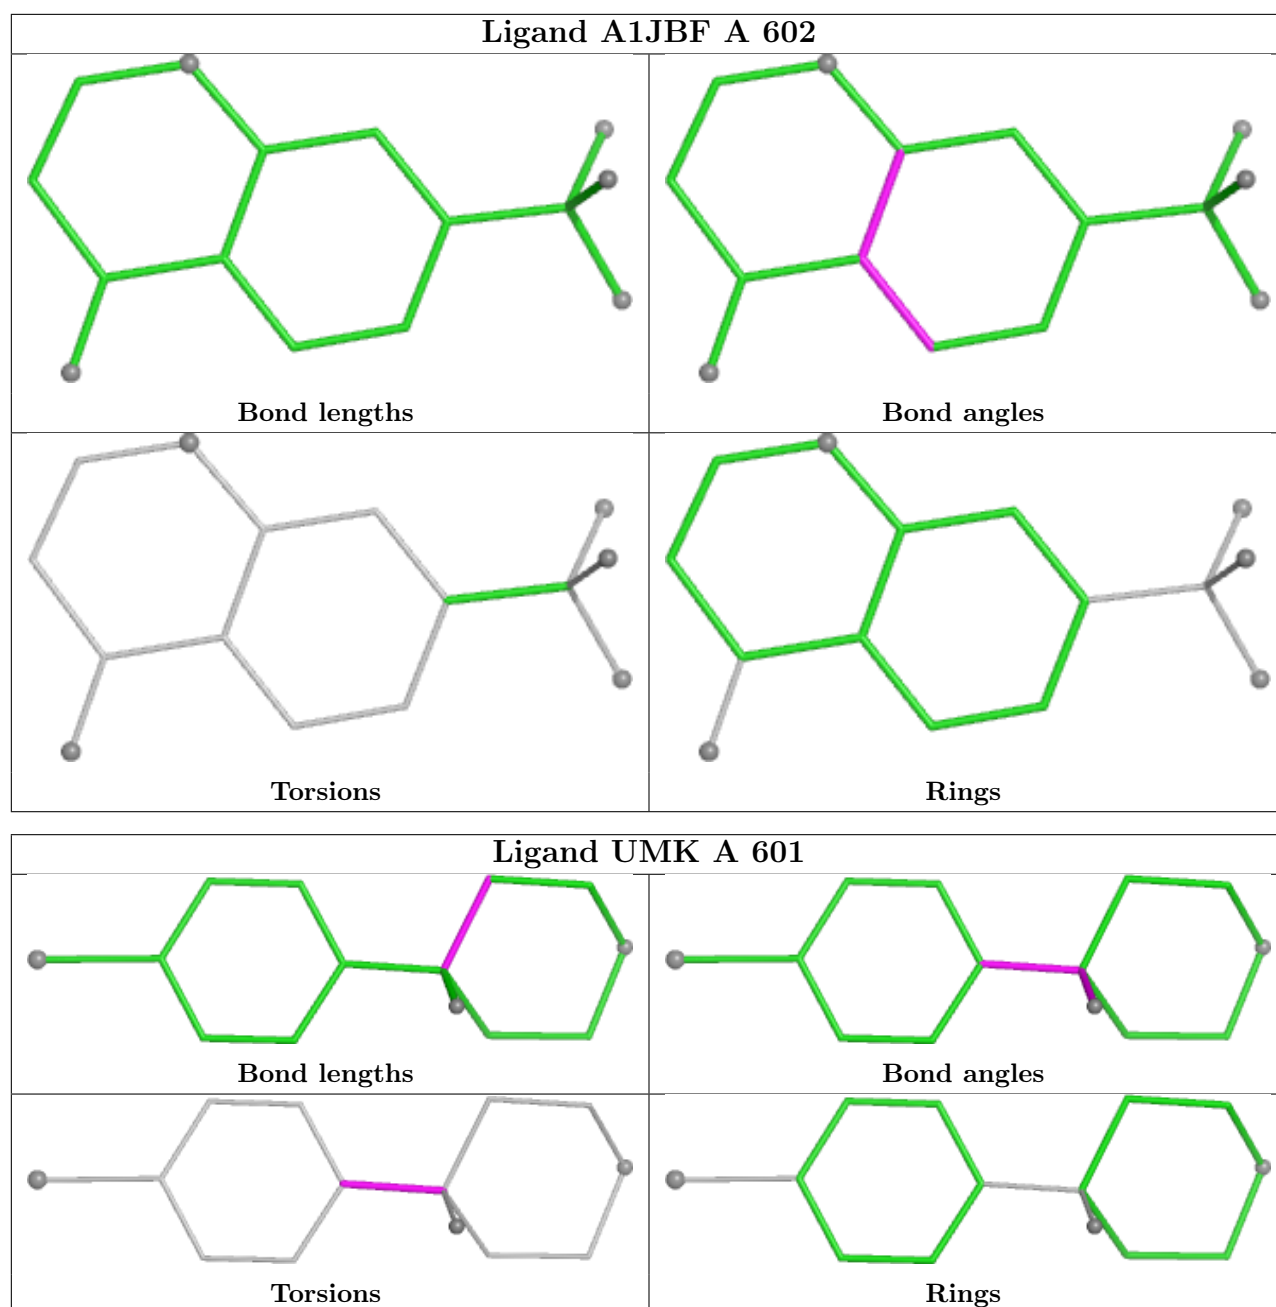 Ligand A1JBF A 602
Bond lengths
Bond angles
Torsions
Rings
Ligand UMK A 601
Bond lengths
Bond angles
Torsions
Rings